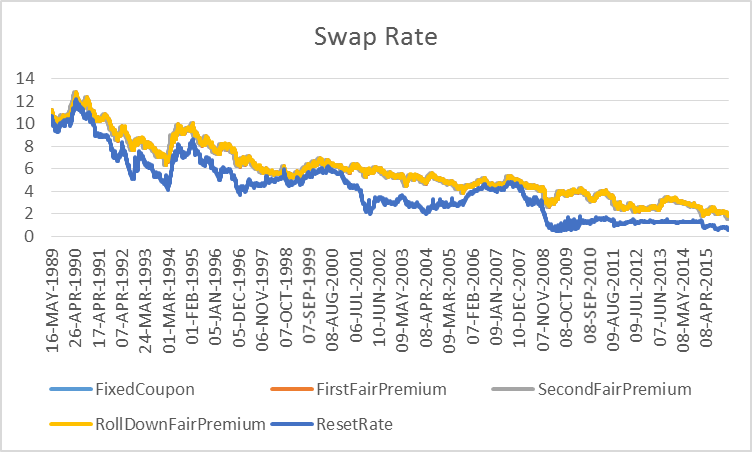 Swap Rate
14
12
10
8
6
4
2
0
16-MAY-1989
26-APR-1990
17-APR-1991
07-APR-1992
24-MAR-1993
01-MAR-1994
01-FEB-1995
05-JAN-1996
05-DEC-1996
06-NOV-1997
07-OCT-1998
07-SEP-1999
08-AUG-2000
06-JUL-2001
10-JUN-2002
09-MAY-2003
08-APR-2004
09-MAR-2005
07-FEB-2006
09-JAN-2007
10-DEC-2007
07-NOV-2008
08-OCT-2009
08-SEP-2010
09-AUG-2011
09-JUL-2012
07-JUN-2013
08-MAY-2014
08-APR-2015
FixedCoupon FirstFairPremium SecondFairPremium
RollDownFairPremium ResetRate